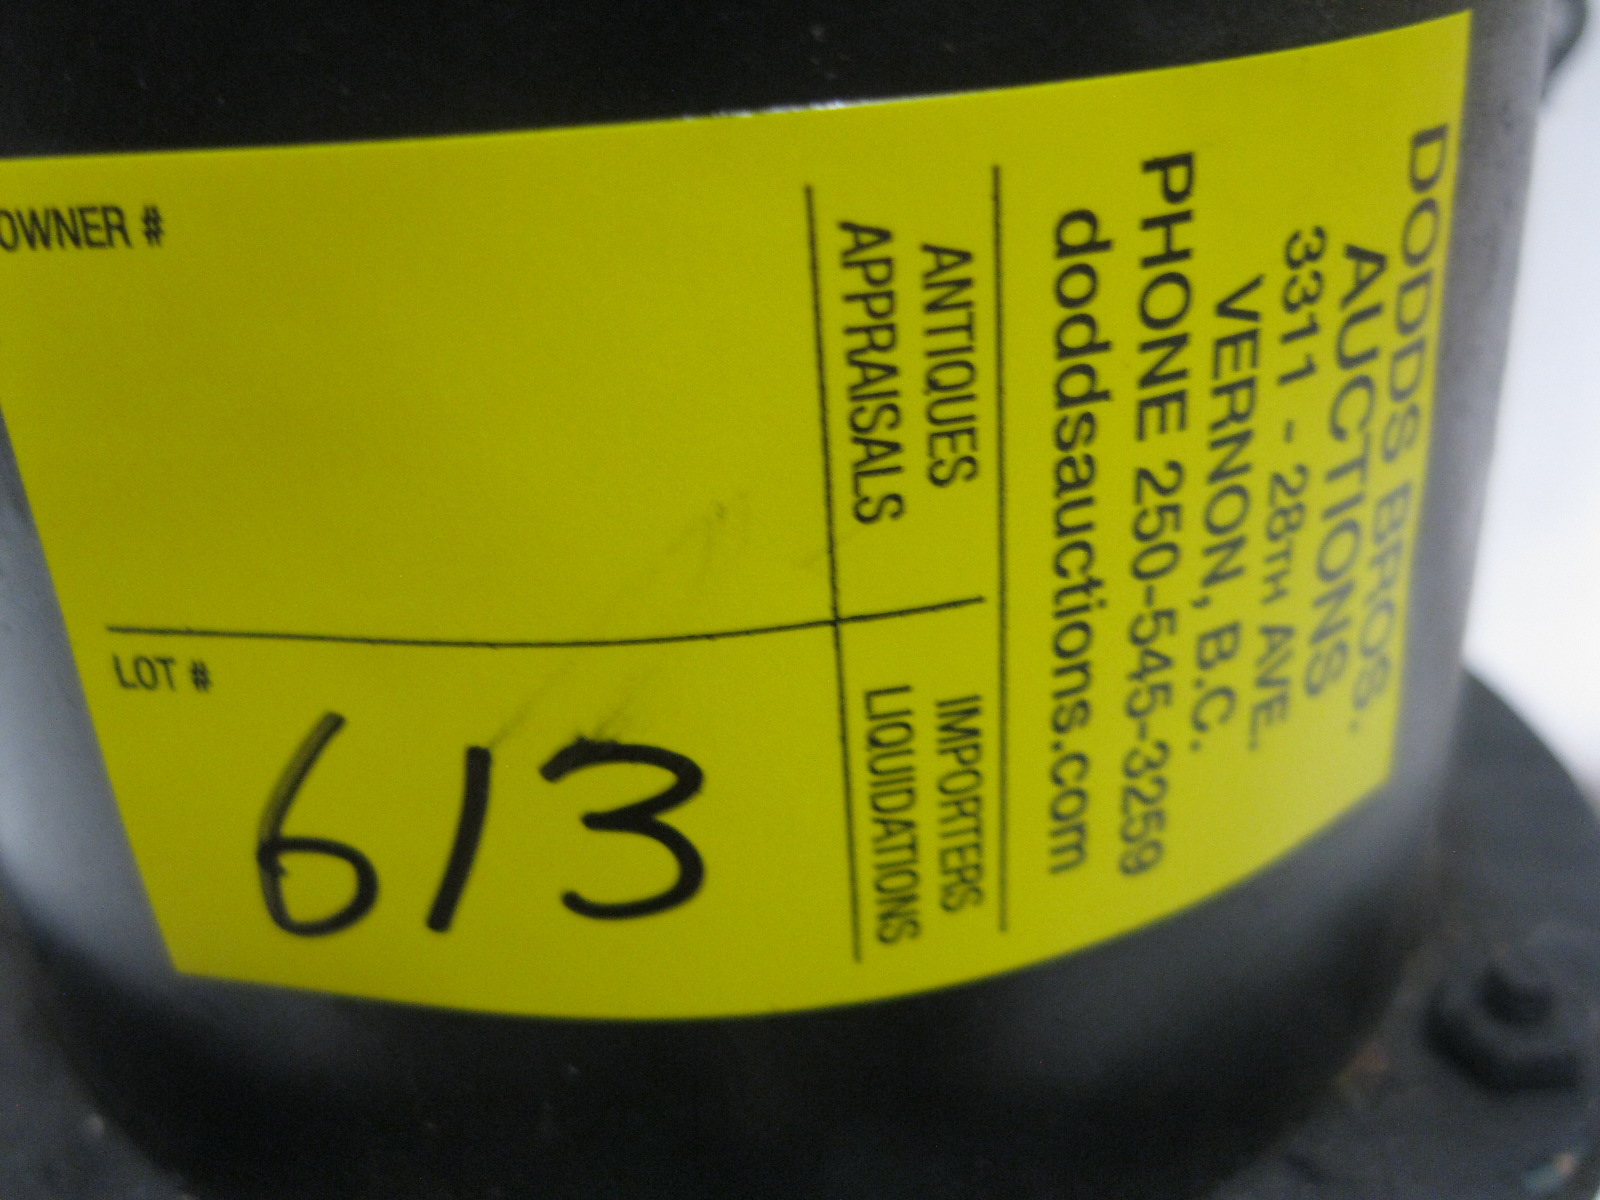 DODDS BROS.
AUCTIONS
3311 - 28TH AVE.
VERNON, B.C.
PHONE 250-545-3259
doddsauctions.com
ANTIQUES
APPRAISALS
IMPORTERS
LIQUIDATIONS
OWNER #
LOT #
613